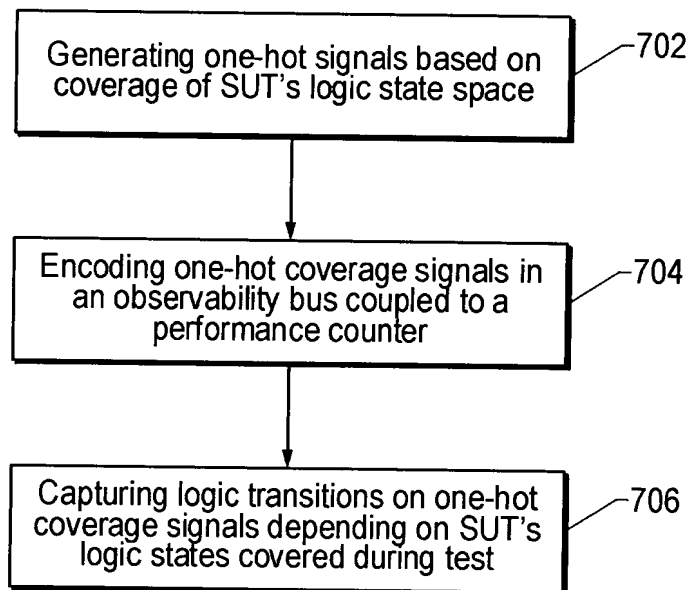 Generating one-hot signals based on
coverage of SUT's logic state space
702
Encoding one-hot coverage signals in
an observability bus coupled to a
performance counter
704
Capturing logic transitions on one-hot
coverage signals depending on SUT's
logic states covered during test
706